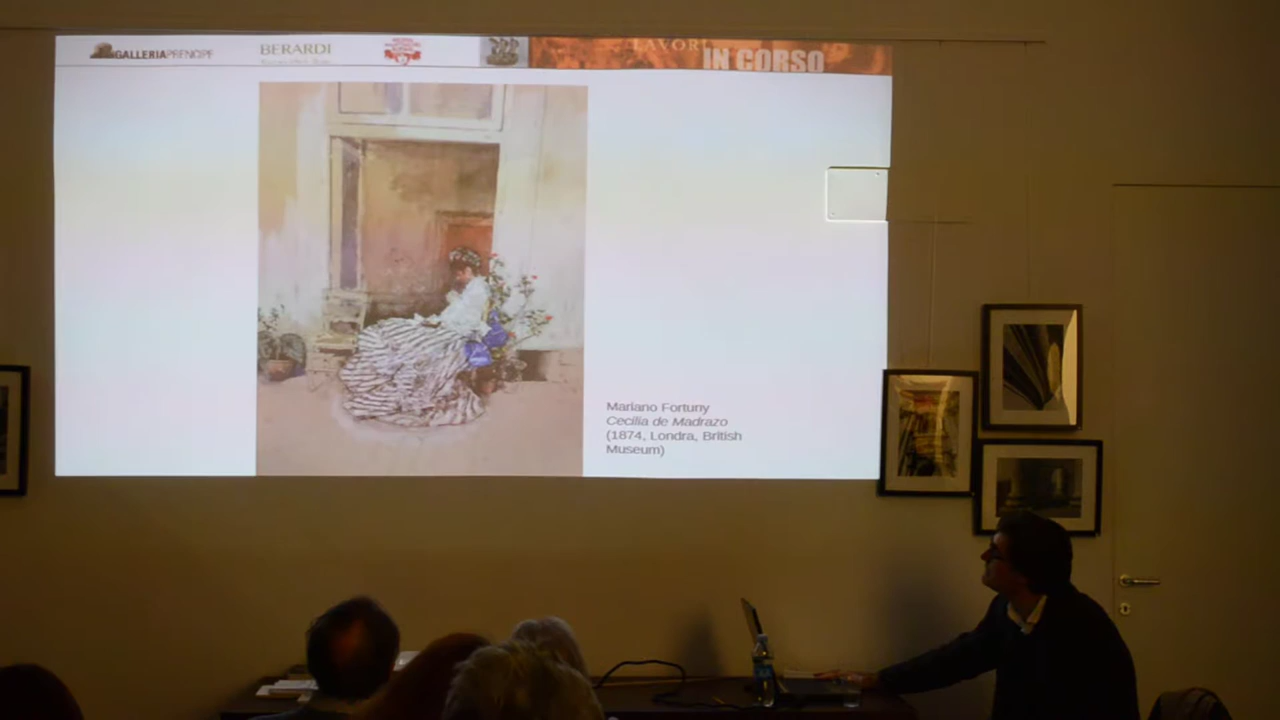 GALLERIAPRENCIPE
BERARDI
LAVORI
IN CORSO
Mariano Fortuny
Cecilia de Madrazo
(1874, Londra, British
Museum)